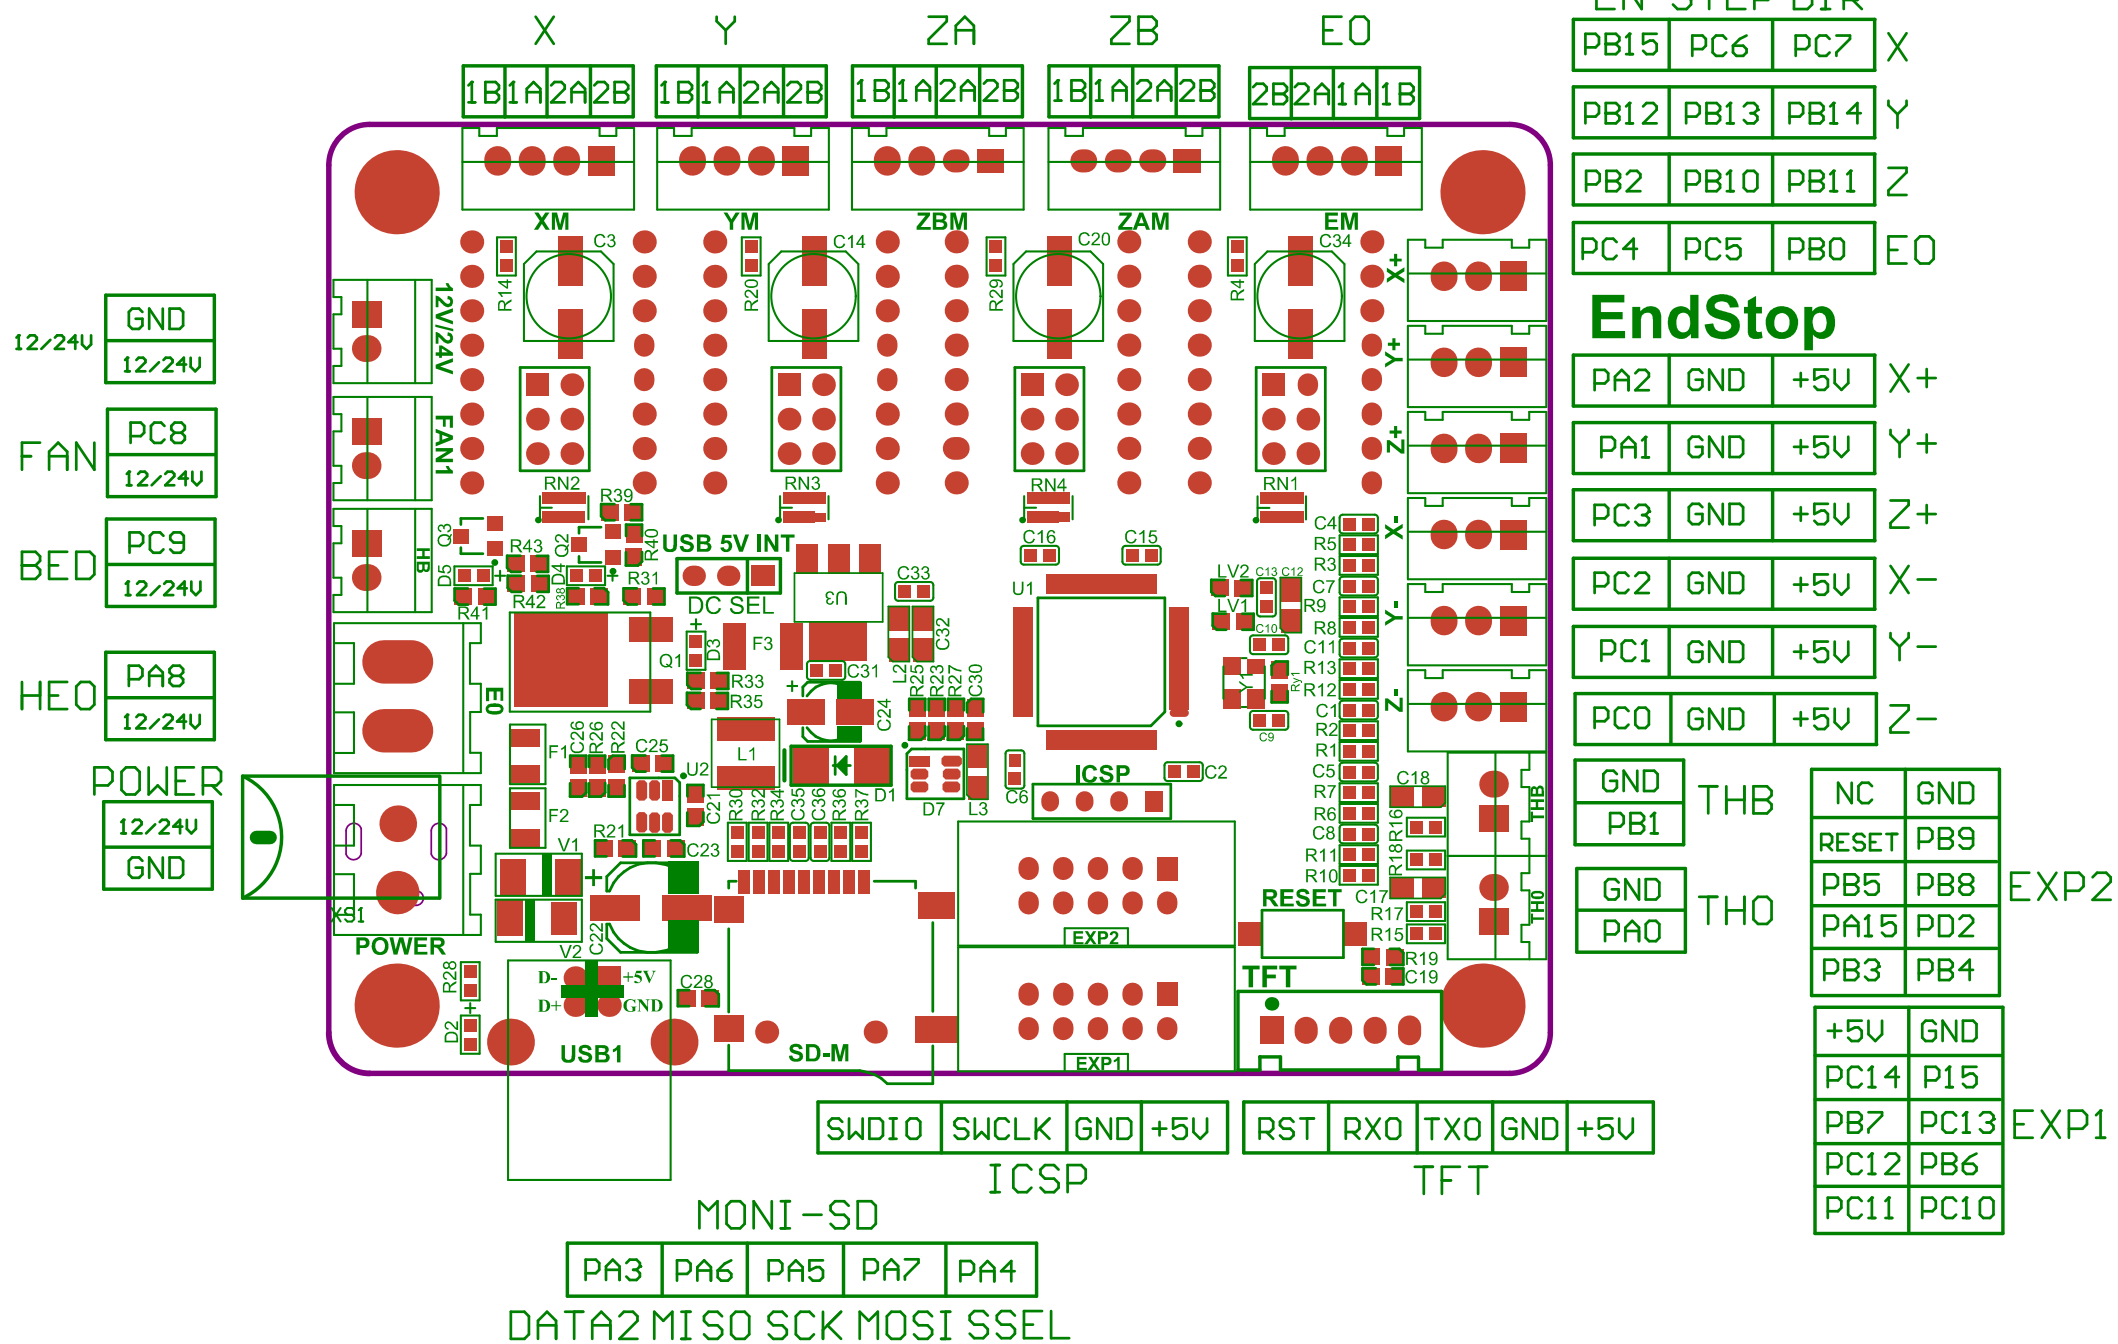 EN STEP DIR
X Y ZA ZB E0
PB15 PC6 PC7 X
1B 1A 2A 2B 1B 1A 2A 2B 1B 1A 2A 2B 1B 1A 2A 2B 2B 2A 1A 1B
PB12 PB13 PB14 Y
PB2 PB10 PB11 Z
XM YM ZBM ZAM EM
PC4 PC5 PB0 E0
C3 C14 C20 C34
R14 R20 R29 R4
X+
EndStop
GND
12/24V 12/24V
12V/24V
Y+
PA2 GND +5V X+
PC8
FAN 12/24V
FAN1
Z+
PA1 GND +5V Y+
RN2 RN3 RN4 RN1
R39
PC3 GND +5V Z+
PC9
BED 12/24V
HB
Q3 Q2 R40
USB 5V INT
C16 C15
C4 X-
R5
R43 D5 D4
R3
LV2 C13 C12
C7
PC2 GND +5V X-
R41 R42 R38 R31
DC SEL
U3 C33 U1
LV1 R9 Y-
C10 R8
C32 L2
Q1 D3 F3
C11
PC1 GND +5V Y-
PA8
HE0 12/24V
E0
R33
R35
C31
R25 R23 R27 C30
Y1 Ry1
R13
R12
Z-
C24
C1
PC0 GND +5V Z-
C9 R2
F1 C26 R26 R22 C25 L1
R1
U2
ICSP
C2 C5
POWER
12/24V
GND
F2 C21
R30 R32 R34 C35 C36 R36 R37
D1 D7 L3 C6
R7 C18
R6 R16
THB
GND
PB1 THB
NC GND
RESET PB9
PB5 PB8
PA15 PD2
PB3 PB4
EXP2
V1 R21 C23
C8
R11 R18
R10
C17
GND
PA0 TH0
XS1
POWER
V2 C22
RESET
R17
R15
TH0
EXP2
R28
D- +5V
D+ GND
C28
TFT
R19
C19
D2
USB1 SD-M EXP1
+5V GND
PC14 P15
PB7 PC13
PC12 PB6
PC11 PC10
EXP1
SWDIO SWCLK GND +5V
ICSP
RST RX0 TX0 GND +5V
TFT
MONI-SD
PA3 PA6 PA5 PA7 PA4
DATA2 MISO SCK MOSI SSEL